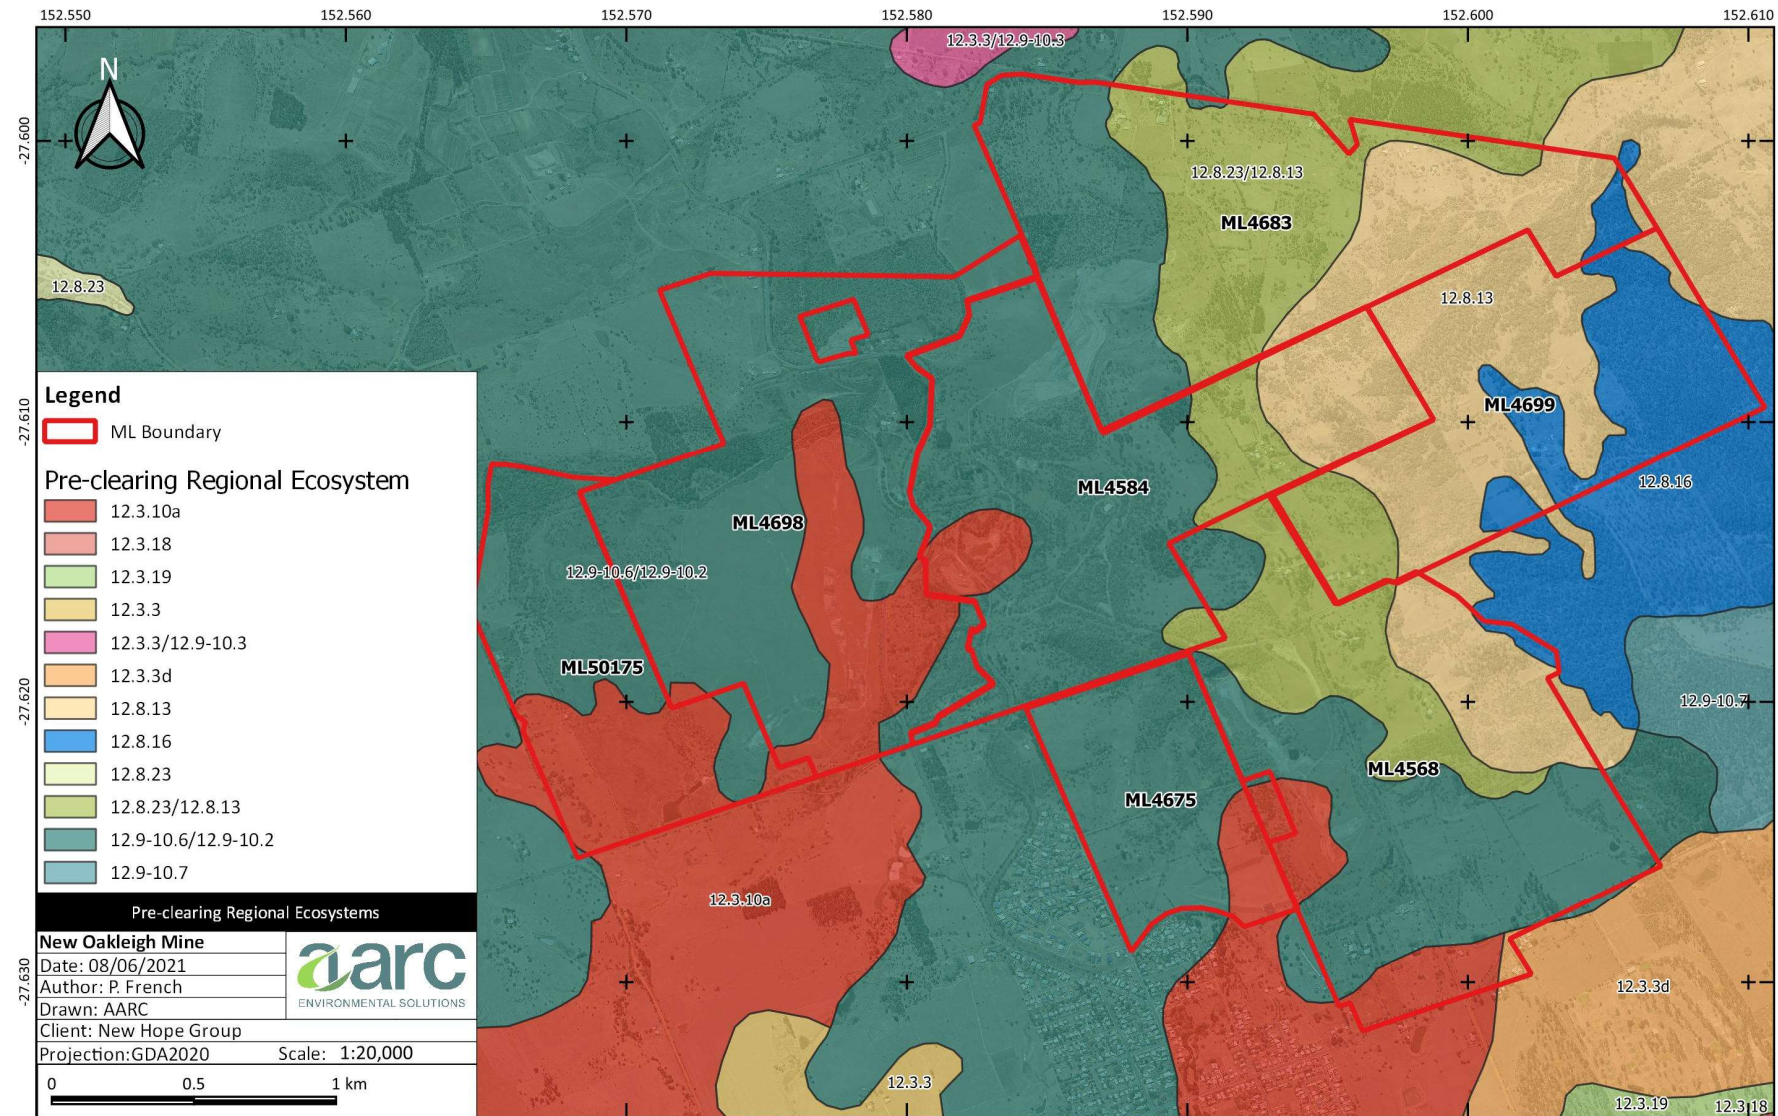 152.550 152.560 152.570 152.580 152.590 152.600 152.610
12.3.3/12.9-10.3
N
-27.600
12.8.23/12.8.13
ML4683
12.8.23
12.8.13
-27.610
ML4699
12.8.16
ML4584
ML4698
12.9-10.6/12.9-10.2
ML50175
-27.620
12.9-10.7
ML4568
ML4675
12.3.10a
-27.630
12.3.3d
12.3.3
12.3.19
12.3.18
Legend
ML Boundary
Pre-clearing Regional Ecosystem
12.3.10a
12.3.18
12.3.19
12.3.3
12.3.3/12.9-10.3
12.3.3d
12.8.13
12.8.16
12.8.23
12.8.23/12.8.13
12.9-10.6/12.9-10.2
12.9-10.7
Pre-clearing Regional Ecosystems
New Oakleigh Mine
Date: 08/06/2021
Author: P. French
Drawn: AARC
aarc
ENVIRONMENTAL SOLUTIONS
Client: New Hope Group
Projection:GDA2020 Scale: 1:20,000
0 0.5 1 km